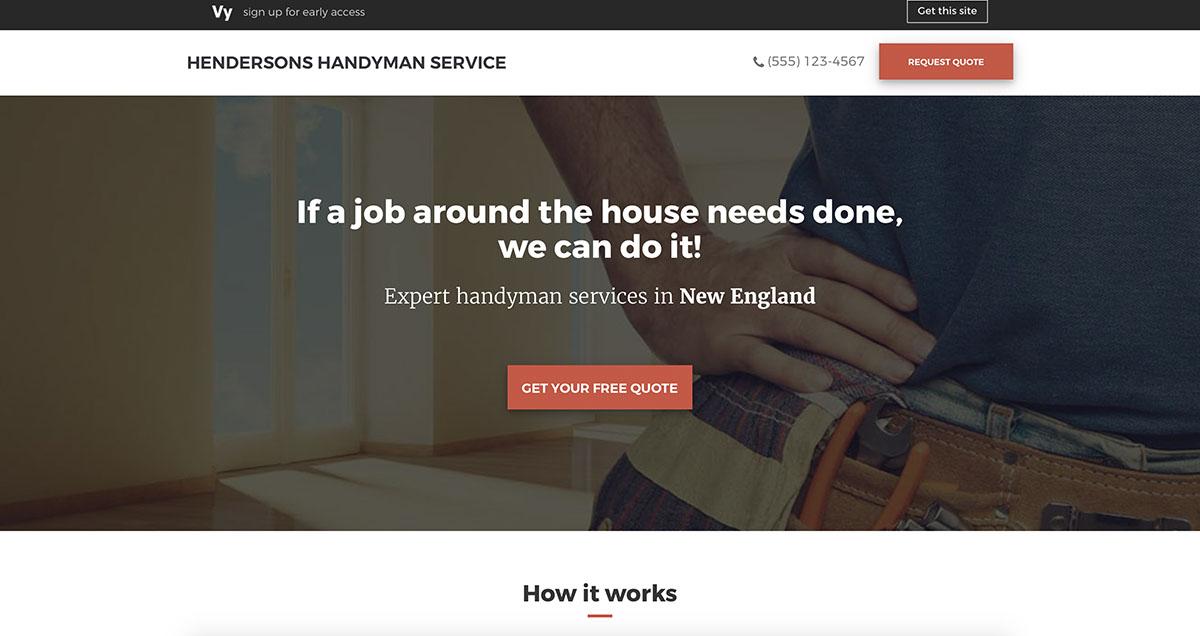 Vy sign up for early access
Get this site
HENDERSONS HANDYMAN SERVICE
(555) 123-4567
REQUEST QUOTE
If a job around the house needs done,
we can do it!
Expert handyman services in New England
GET YOUR FREE QUOTE
How it works